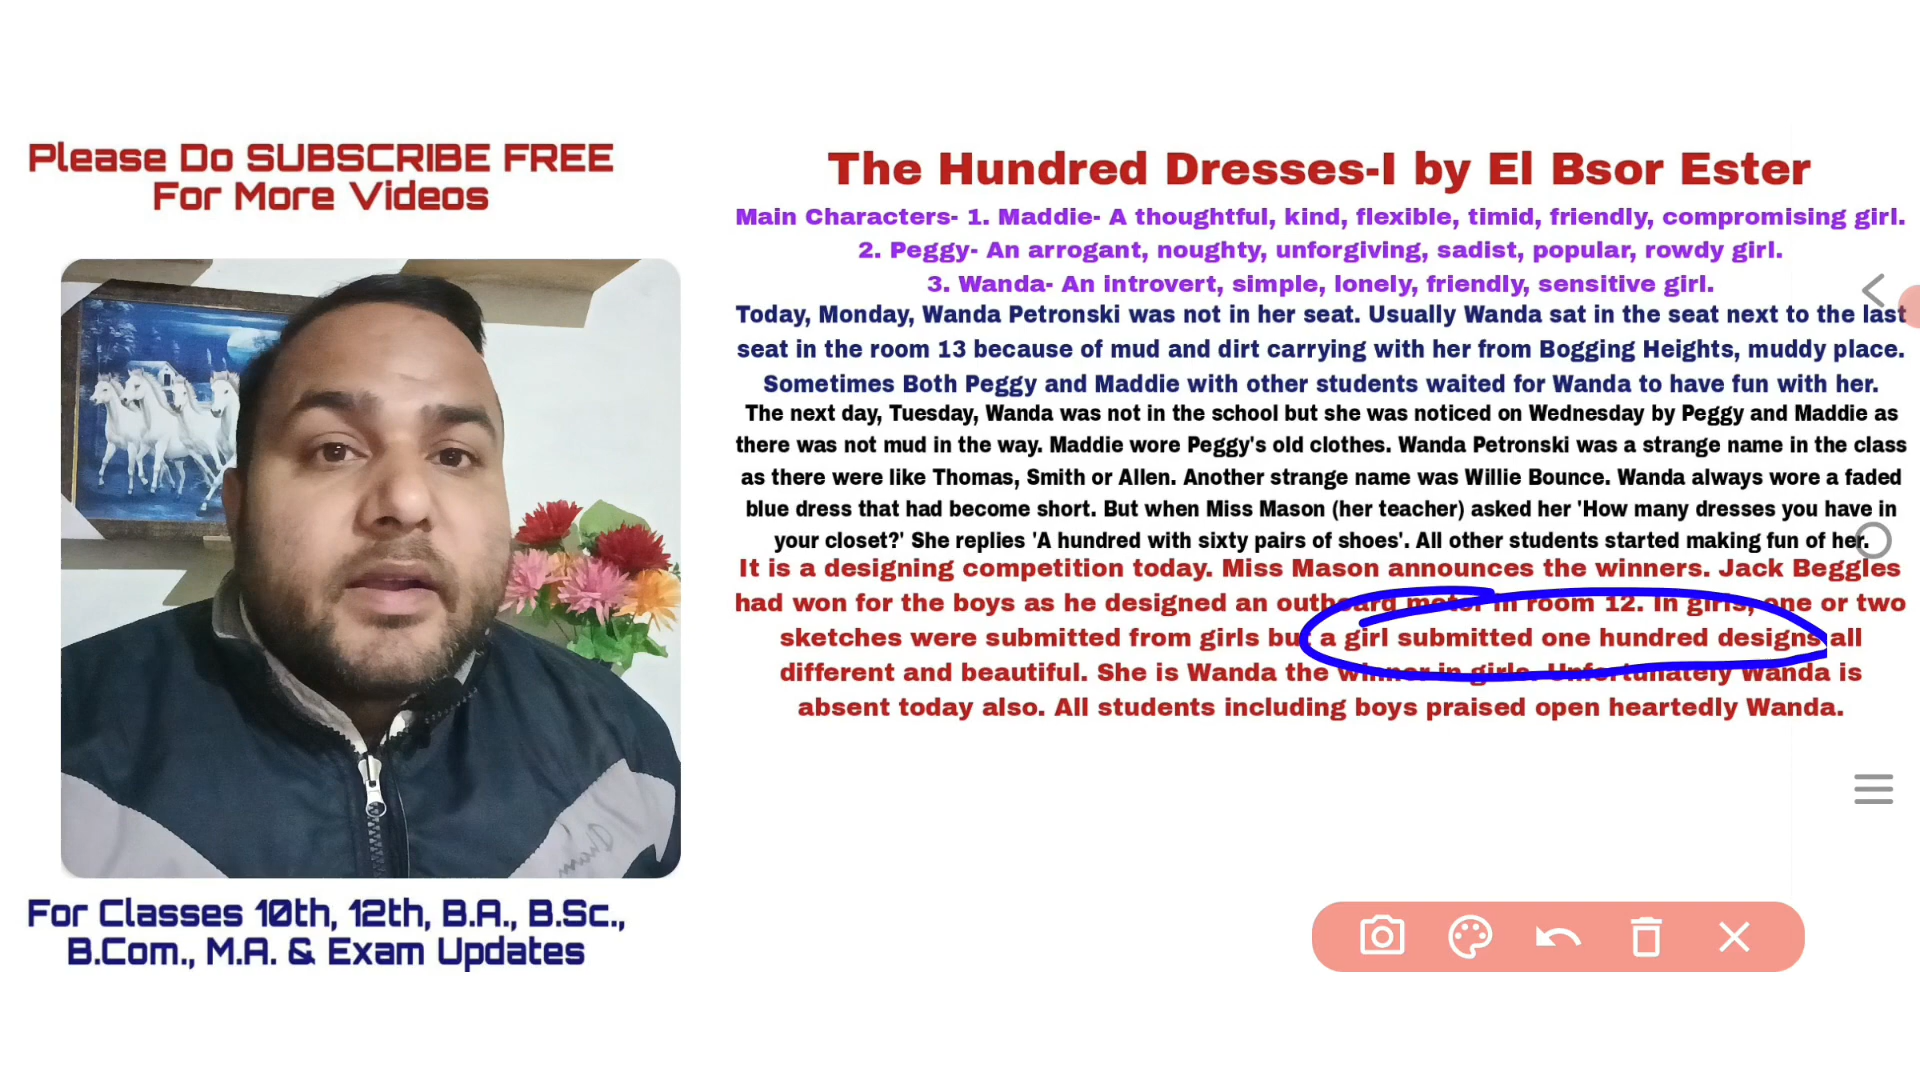 Please Do SUBSCRIBE FREE
For More Videos
The Hundred Dresses-I by El Bsor Ester
Main Characters- 1. Maddie- A thoughtful, kind, flexible, timid, friendly, compromising girl.
2. Peggy- An arrogant, noughty, unforgiving, sadist, popular, rowdy girl.
3. Wanda- An introvert, simple, lonely, friendly, sensitive girl.
Today, Monday, Wanda Petronski was not in her seat. Usually Wanda sat in the seat next to the last
seat in the room 13 because of mud and dirt carrying with her from Bogging Heights, muddy place.
Sometimes Both Peggy and Maddie with other students waited for Wanda to have fun with her.
The next day, Tuesday, Wanda was not in the school but she was noticed on Wednesday by Peggy and Maddie as
there was not mud in the way. Maddie wore Peggy's old clothes. Wanda Petronski was a strange name in the class
as there were like Thomas, Smith or Allen. Another strange name was Willie Bounce. Wanda always wore a faded
blue dress that had become short. But when Miss Mason (her teacher) asked her 'How many dresses you have in
your closet?' She replies 'A hundred with sixty pairs of shoes'. All other students started making fun of her.
It is a designing competition today. Miss Mason announces the winners. Jack Beggles
had won for the boys as he designed an outboard motor in room 12. In girls, one or two
sketches were submitted from girls but a girl submitted one hundred designs all
different and beautiful. She is Wanda the winner in girls. Unfortunately Wanda is
absent today also. All students including boys praised open heartedly Wanda.
For Classes 10th, 12th, B.A., B.Sc.,
B.Com., M.A. & Exam Updates